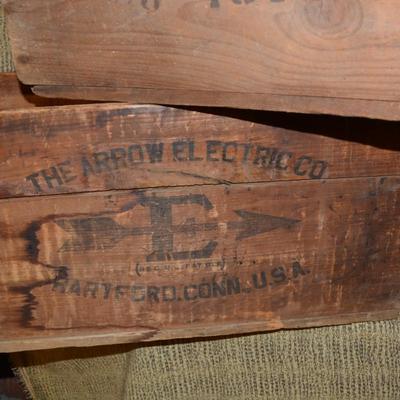 THE ARROW ELECTRIC CO.
E
HARTFORD, CONN., U.S.A.